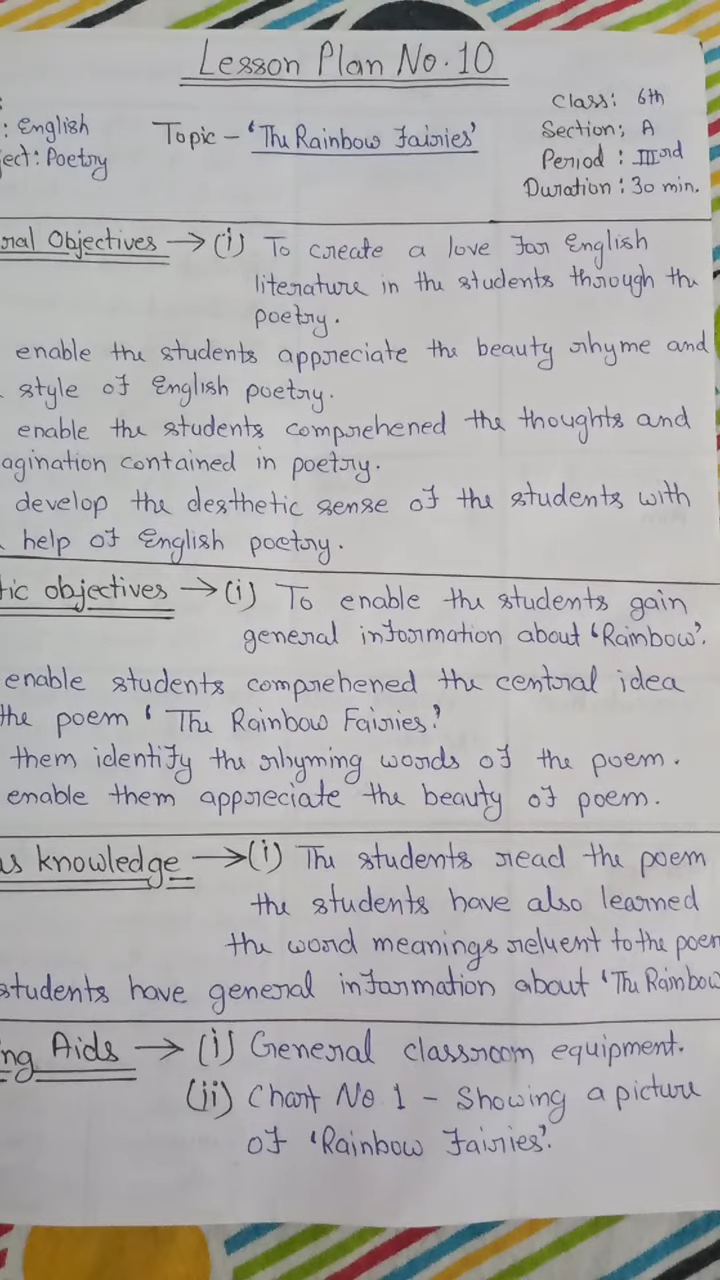 Lesson Plan No. 10
: English
ject: Poetry
Topic - 'The Rainbow Fairies'
Class: 6th
Section: A
Period : IIIrd
Duration : 30 min.
ral Objectives → (i) To create a love for English
literature in the students through the
poetry.
enable the students appreciate the beauty rhyme and
style of English poetry.
enable the students comprehened the thoughts and
agination contained in poetry.
develop the desthetic sense of the students with
help of English poetry.
tic objectives → (i) To enable the students gain
general information about 'Rainbow'.
enable students comprehened the central idea
the poem ' The Rainbow Fairies'
them identify the rhyming words of the poem.
enable them appreciate the beauty of poem.
us knowledge → (i) The students read the poem
the students have also learned
the word meanings reluent to the poem
students have general information about 'The Rainbow
ng Aids → (i) General classroom equipment.
(ii) Chart No 1 - Showing a picture
of 'Rainbow Fairies'.